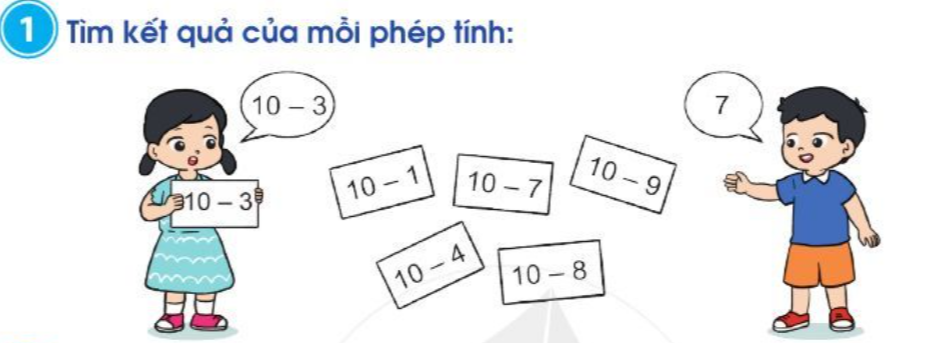 1 Tìm kết quả của mỗi phép tính:
10 – 3
7
10 – 3
10 – 1
10 – 7
10 – 9
10 – 4
10 – 8